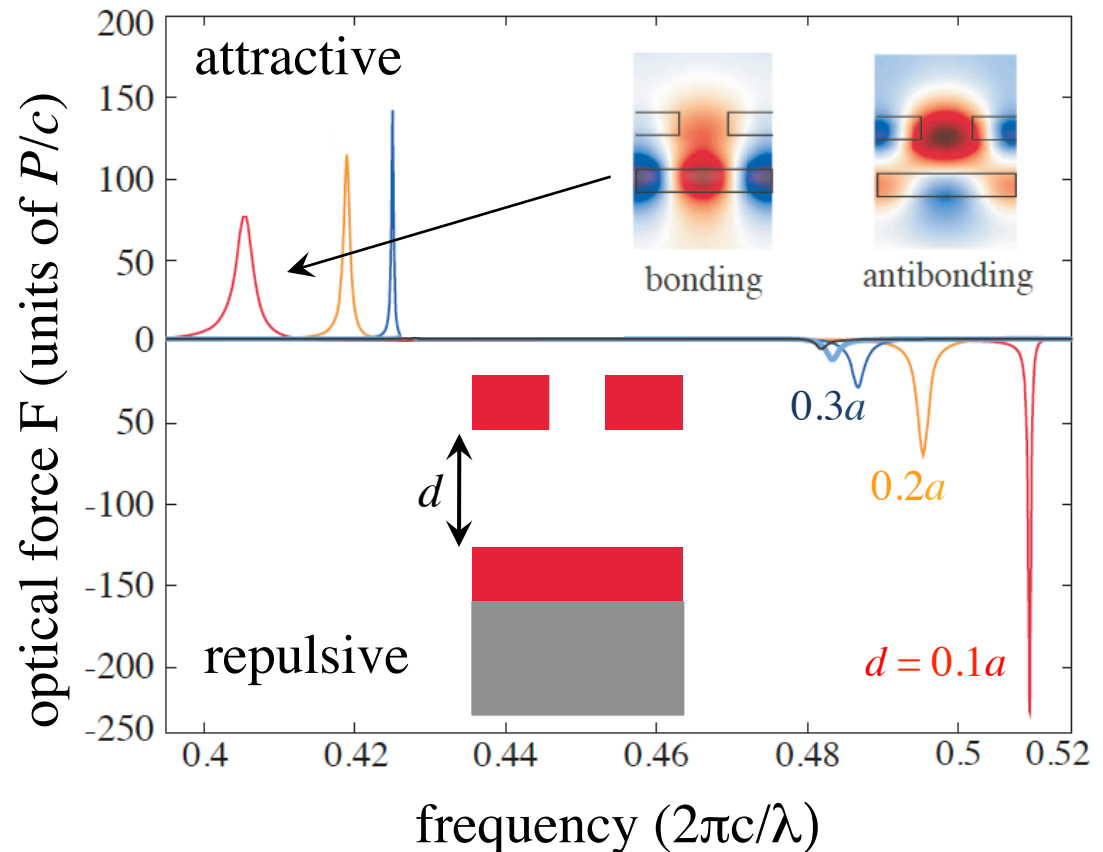 200
150
100
50
0
50
-100
-150
-200
-250
optical force F (units of P/c)
attractive
bonding
antibonding
0.3a
0.2a
d
d = 0.1a
repulsive
0.4
0.42
0.44
0.46
0.48
0.5
0.52
frequency (2πc/λ)